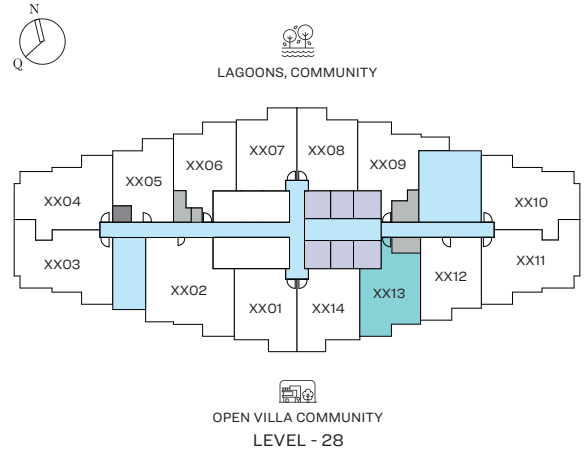 N
Q
LAGOONS, COMMUNITY
XX07 XX08
XX06 XX09
XX05
XX04 XX10
XX03 XX11
XX02 XX12
XX01 XX14 XX13
OPEN VILLA COMMUNITY
LEVEL - 28